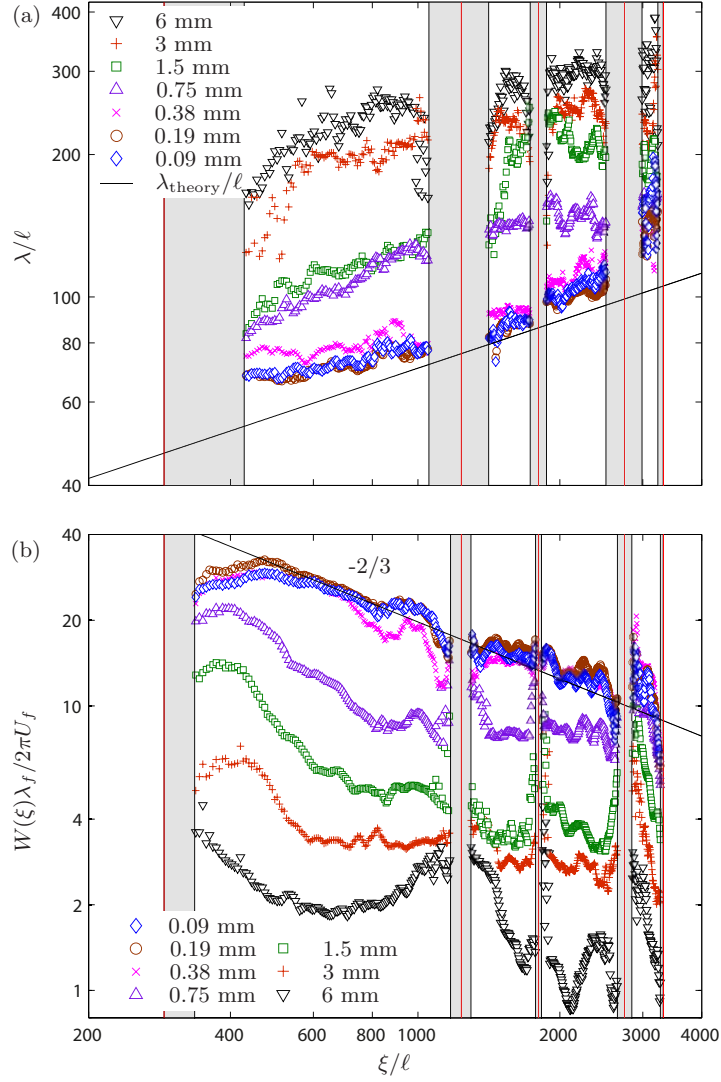 (a)
400
300
200
100
80
60
40
λ/ℓ
6 mm
3 mm
1.5 mm
0.75 mm
0.38 mm
0.19 mm
0.09 mm
λtheory/ℓ
(b)
40
20
10
4
2
1
W(ξ)λf/2πUf
-2/3
0.09 mm
0.19 mm
0.38 mm
0.75 mm
1.5 mm
3 mm
6 mm
200 400 600 800 1000 2000 3000 4000
ξ/ℓ